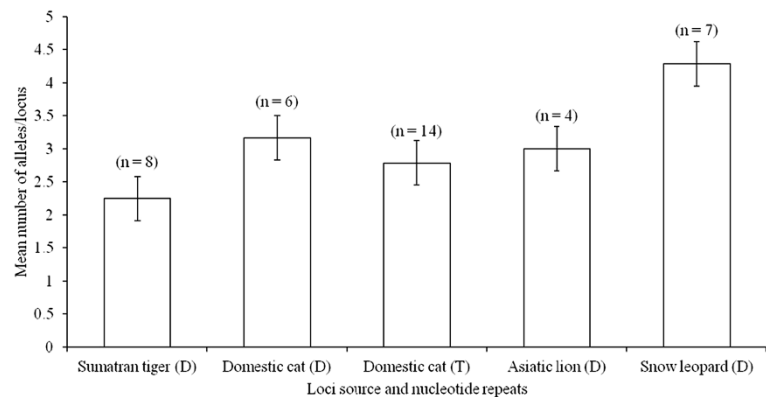 Mean number of alleles/locus
5
4.5
4
3.5
3
2.5
2
1.5
1
0.5
0
(n = 8)
(n = 6)
(n = 14)
(n = 4)
(n = 7)
Sumatran tiger (D) Domestic cat (D) Domestic cat (T) Asiatic lion (D) Snow leopard (D)
Loci source and nucleotide repeats